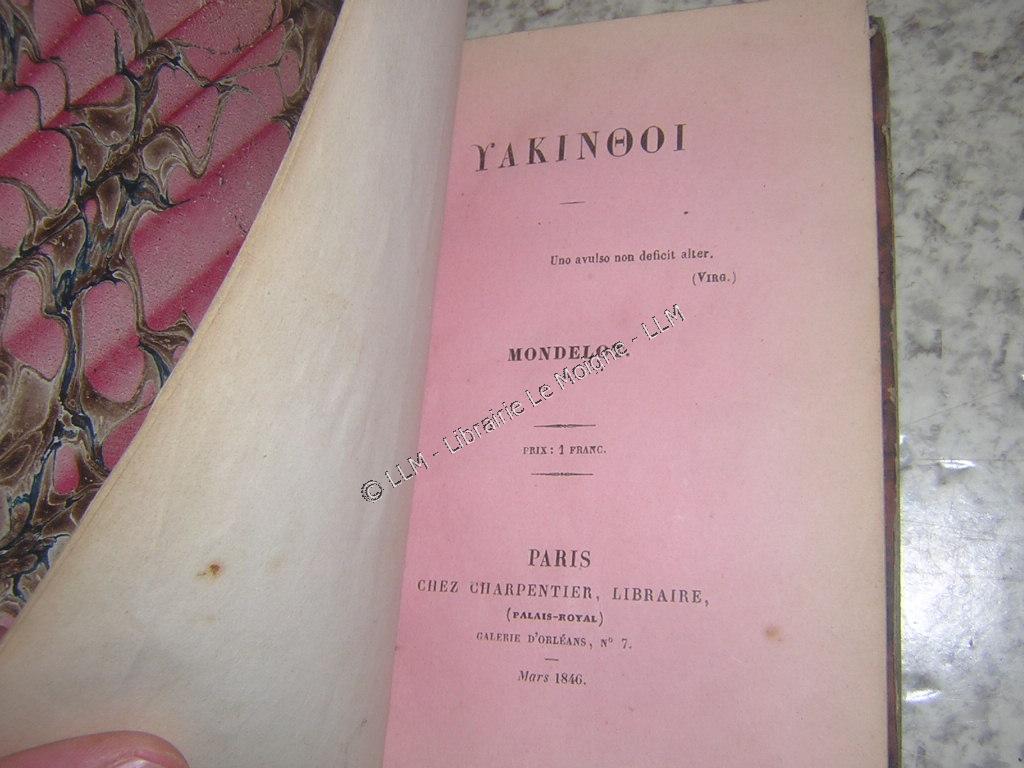 ΥΑΚΙΝΘΟΙ
Uno avulso non deficit alter.
(VIRG.)
© LLM - Librairie Le Moigne - LLM
PRIX : 1 FRANC.
PARIS
CHEZ CHARPENTIER, LIBRAIRE,
(PALAIS-ROYAL)
GALERIE D'ORLÉANS, Nº 7.
Mars 1846.